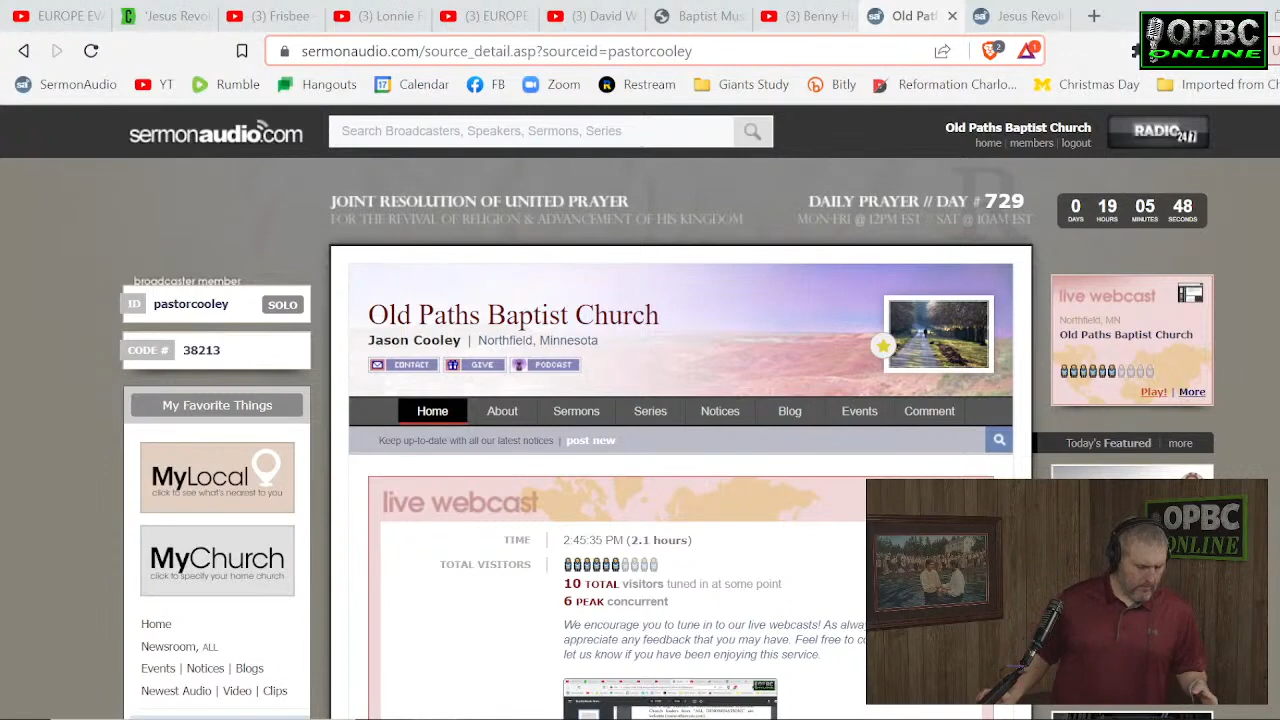 EUROPE EV
'Jesus Revol
(3) Frisbee
(3) Lonnie F
(3) EUROPE
(3) David W
Baptist Mus
(3) Benny H
Old Path
Jesus Revol
OPBC
ONLINE
sermonaudio.com/source_detail.asp?sourceid=pastorcooley
2
1
SermonAudio
YT
Rumble
Hangouts
17
Calendar
FB
Zoom
Restream
Giants Study
Bitly
Reformation Charlo...
Christmas Day
Imported from C
sermonaudio.com
Search Broadcasters, Speakers, Sermons, Series
Old Paths Baptist Church
home | members | logout
RADIO 24/7
JOINT RESOLUTION OF UNITED PRAYER
FOR THE REVIVAL OF RELIGION & ADVANCEMENT OF HIS KINGDOM
DAILY PRAYER // DAY # 729
MON-FRI @ 12PM EST :: SAT @ 10AM EST
0 19 05 48
DAYS HOURS MINUTES SECONDS
broadcaster member
ID pastorcooley SOLO
CODE # 38213
My Favorite Things
MyLocal
click to see what's nearest to you
MyChurch
click to specify your home church
Home
Newsroom, ALL
Events | Notices | Blogs
Newest Audio | Video | Clips
Old Paths Baptist Church
Jason Cooley | Northfield, Minnesota
CONTACT GIVE PODCAST
Home About Sermons Series Notices Blog Events Comment
Keep up-to-date with all our latest notices | post new
live webcast
TIME 2:45:35 PM (2.1 hours)
TOTAL VISITORS
10 TOTAL visitors tuned in at some point
6 PEAK concurrent
We encourage you to tune in to our live webcasts! As alwa
appreciate any feedback that you may have. Feel free to co
let us know if you have been enjoying this service.
live webcast
Northfield, MN
Old Paths Baptist Church
Play! | More
Today's Featured | more
OPBC
ONLINE